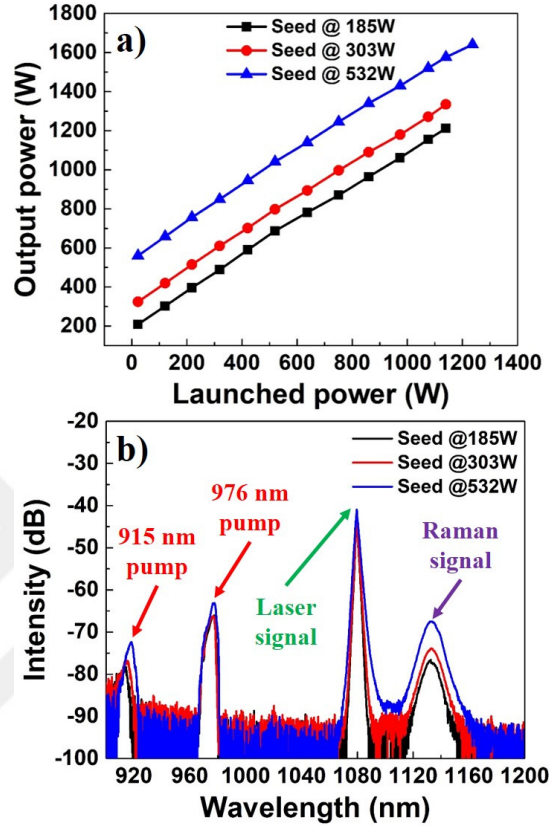 a)
Seed @ 185W
Seed @ 303W
Seed @ 532W
1800
1600
1400
1200
1000
800
600
400
200
Output power (W)
0 200 400 600 800 1000 1200 1400
Launched power (W)
b)
Seed @185W
Seed @303W
Seed @532W
-20
-30
-40
-50
-60
-70
-80
-90
-100
Intensity (dB)
915 nm
pump
976 nm
pump
Laser
signal
Raman
signal
920 960 1000 1040 1080 1120 1160 1200
Wavelength (nm)